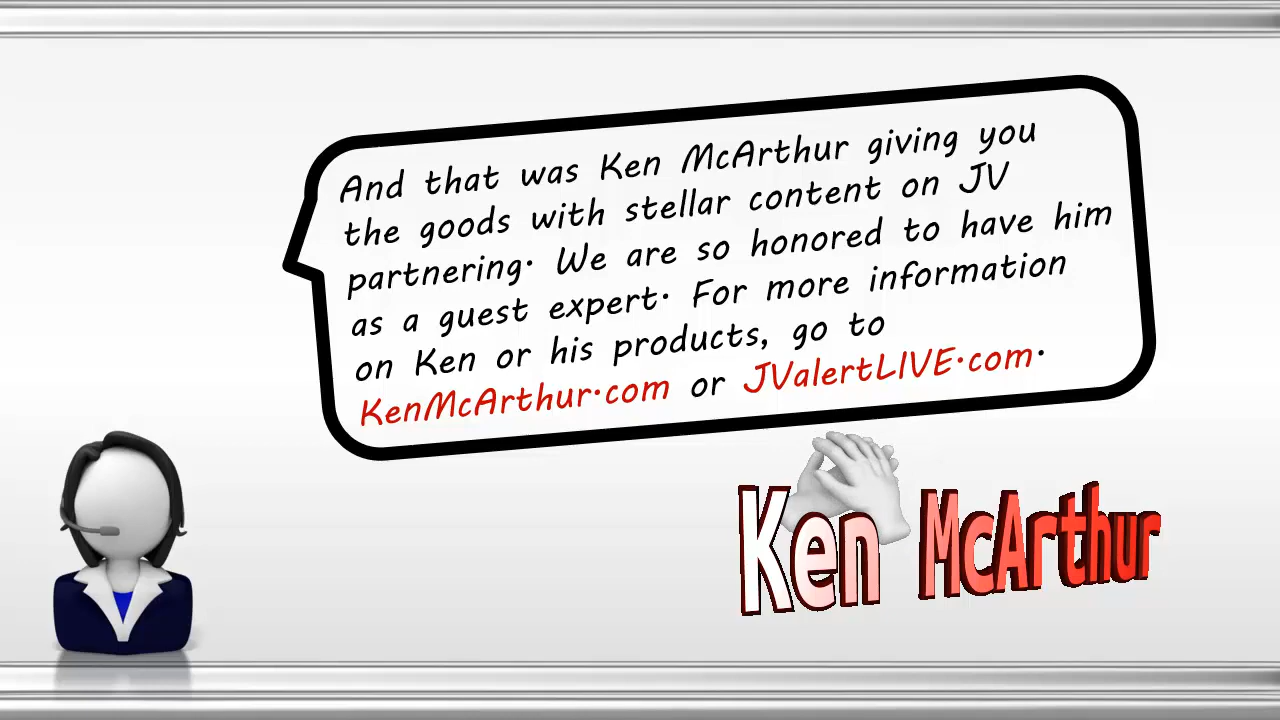 And that was Ken McArthur giving you
the goods with stellar content on JV
partnering. We are so honored to have him
as a guest expert. For more information
on Ken or his products, go to
KenMcArthur.com or JValertLIVE.com.
Ken McArthur